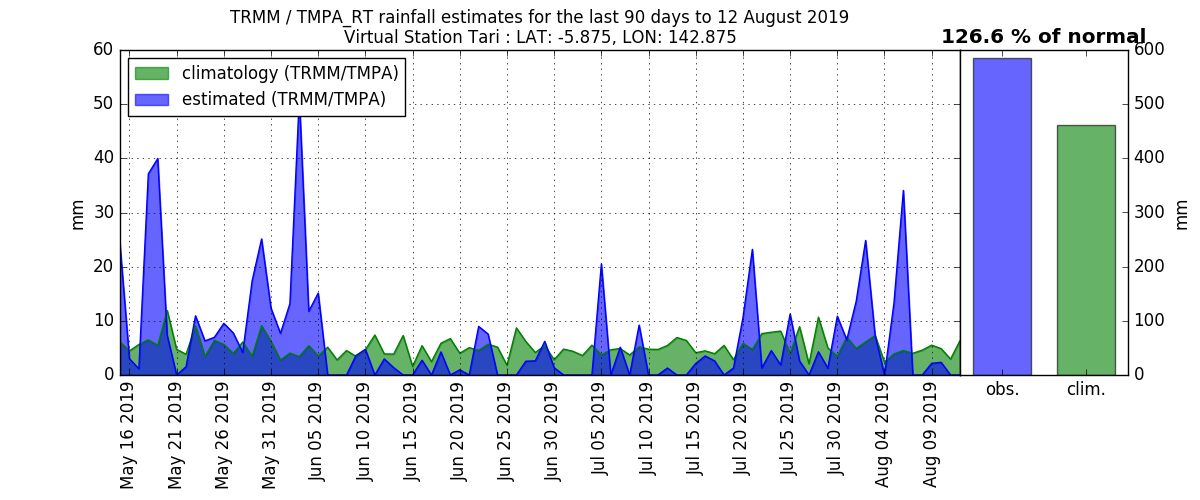 TRMM / TMPA_RT rainfall estimates for the last 90 days to 12 August 2019
Virtual Station Tari : LAT: -5.875, LON: 142.875
126.6 % of normal
climatology (TRMM/TMPA)
estimated (TRMM/TMPA)
60
50
40
30
20
10
0
mm
May 16 2019
May 21 2019
May 26 2019
May 31 2019
Jun 05 2019
Jun 10 2019
Jun 15 2019
Jun 20 2019
Jun 25 2019
Jun 30 2019
Jul 05 2019
Jul 10 2019
Jul 15 2019
Jul 20 2019
Jul 25 2019
Jul 30 2019
Aug 04 2019
Aug 09 2019
obs.
clim.
600
500
400
300
200
100
0
mm